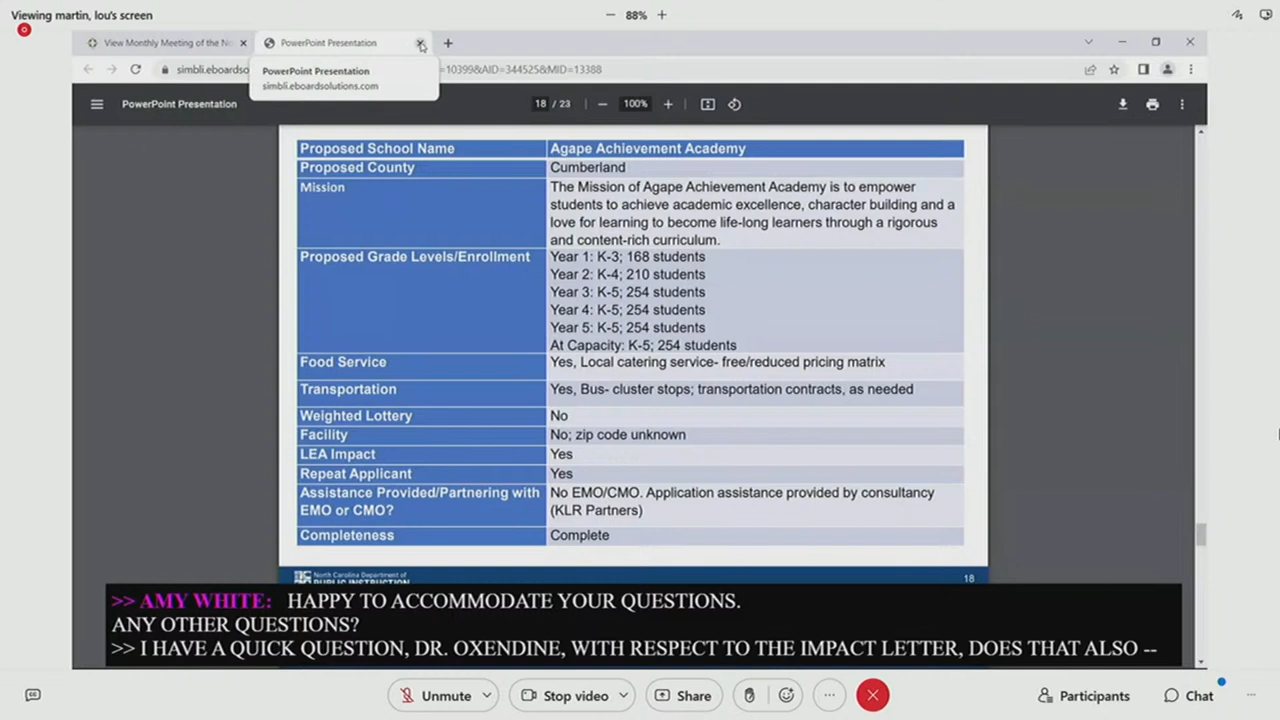 Viewing martin, lou's screen
88%
View Monthly Meeting of the No
PowerPoint Presentation
simbli.eboardso
=10399&AID=344525&MID=13388
PowerPoint Presentation
simbli.eboardsolutions.com
PowerPoint Presentation
18 / 23
100%
Proposed School Name Agape Achievement Academy
Proposed County Cumberland
Mission The Mission of Agape Achievement Academy is to empower
students to achieve academic excellence, character building and a
love for learning to become life-long learners through a rigorous
and content-rich curriculum.
Proposed Grade Levels/Enrollment Year 1: K-3; 168 students
Year 2: K-4; 210 students
Year 3: K-5; 254 students
Year 4: K-5; 254 students
Year 5: K-5; 254 students
At Capacity: K-5; 254 students
Food Service Yes, Local catering service- free/reduced pricing matrix
Transportation Yes, Bus- cluster stops; transportation contracts, as needed
Weighted Lottery No
Facility No; zip code unknown
LEA Impact Yes
Repeat Applicant Yes
Assistance Provided/Partnering with No EMO/CMO. Application assistance provided by consultancy
EMO or CMO? (KLR Partners)
Completeness Complete
North Carolina Department of
PUBLIC INSTRUCTION
18
>> AMY WHITE: HAPPY TO ACCOMMODATE YOUR QUESTIONS.
ANY OTHER QUESTIONS?
>> I HAVE A QUICK QUESTION, DR. OXENDINE, WITH RESPECT TO THE IMPACT LETTER, DOES THAT ALSO --
Unmute
Stop video
Share
Participants
Chat